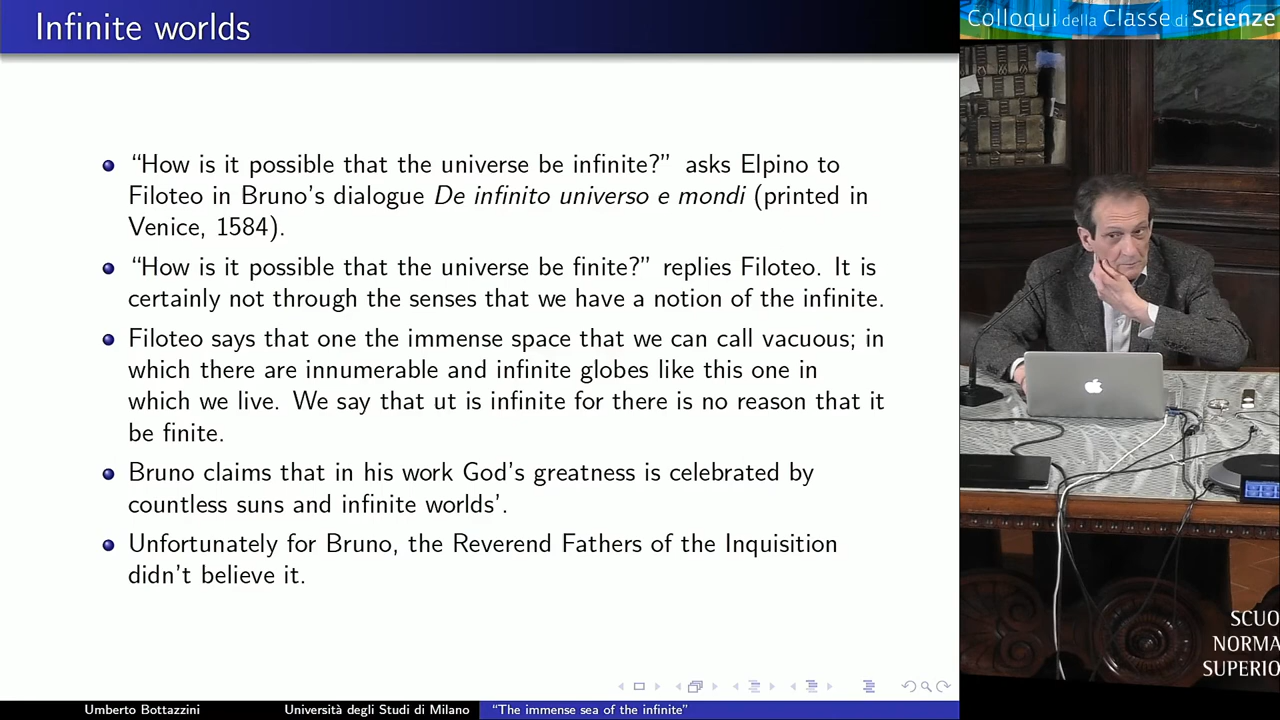 Infinite worlds
“How is it possible that the universe be infinite?” asks Elpino to
Filoteo in Bruno's dialogue De infinito universo e mondi (printed in
Venice, 1584).
“How is it possible that the universe be finite?” replies Filoteo. It is
certainly not through the senses that we have a notion of the infinite.
Filoteo says that one the immense space that we can call vacuous; in
which there are innumerable and infinite globes like this one in
which we live. We say that ut is infinite for there is no reason that it
be finite.
Bruno claims that in his work God's greatness is celebrated by
countless suns and infinite worlds'.
Unfortunately for Bruno, the Reverend Fathers of the Inquisition
didn't believe it.
Umberto Bottazzini Università degli Studi di Milano “The immense sea of the infinite”
Colloqui della Classe di Scienze
SCUO
NORMA
SUPERIO